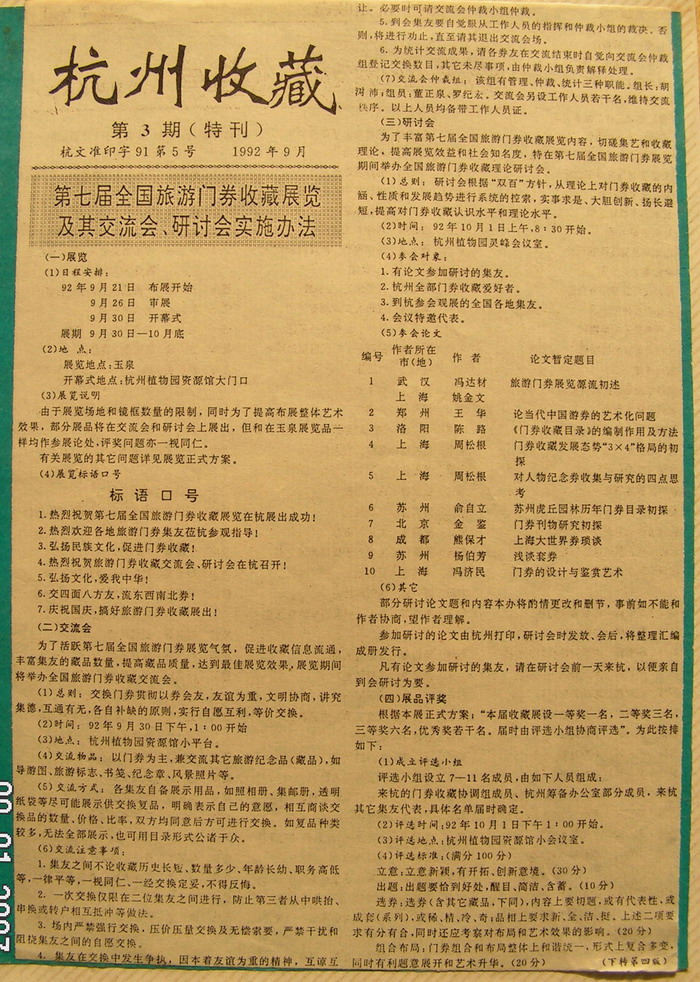 杭州收藏
第3期(特刊)
杭文准印字91第5号 1992年9月
第七届全国旅游门券收藏展览
及其交流会、研讨会实施办法
(一)展览
(1)日程安排:
92年9月21日 布展开始
9月26日 审展
9月30日 开幕式
展期 9月30日—10月底
(2)地 点:
展览地点:玉泉
开幕式地点:杭州植物园资源馆大门口
(3)展览说明
由于展览场地和镜框数量的限制,同时为了提高布展整体艺术
效果,部分展品将在交流会和研讨会上展出,但和在玉泉展览品一
样均作参展论处,评奖问题亦一视同仁。
有关展览的其它问题详见展览正式方案。
(4)展览标语口号
标语口号
1.热烈祝贺第七届全国旅游门券收藏展览在杭展出成功!
2.热烈欢迎各地旅游门券集友莅杭参观指导!
3.弘扬民族文化,促进门券收藏!
4.热烈祝贺旅游门券收藏交流会、研讨会在杭召开!
5.弘扬文化,爱我中华!
6.交四面八方友,流东西南北券!
7.庆祝国庆,搞好旅游门券收藏展出!
(二)交流会
为了活跃第七届全国旅游门券展览气氛,促进收藏信息流通,
丰富集友的藏品数量,提高藏品质量,达到最佳展览效果,展览期间
将举办全国旅游门券收藏交流会。
(1)总则:交换门券贯彻以券会友,友谊为重,文明协商,讲究
集德,互通有无,各自补缺的原则,实行自愿互利,等价交换。
(2)时间:92年9月30日下午,1:00开始
(3)地点:杭州植物园资源馆小平台。
(4)交流物品:以门券为主,兼交流其它旅游纪念品(藏品),如
导游图、旅游标志、书笺、纪念章、风景照片等。
(5)交流方式:各集友自备展示用品,如照相册、集邮册,透明
纸袋等尽可能展示供交换复品,明确表示自己的意愿,相互商谈交
换品的数量、价格、比率,双方均同意后方可进行交换。如复品种类
较多,无法全部展示,也可用目录形式公诸于众。
(6)交流注意事项:
1.集友之间不论收藏历史长短、数量多少、年龄长幼、职务高低
等,一律平等,一视同仁、一经交换定妥,不得反悔。
2.一次交换仅限在二位集友之间进行,防止第三者从中哄抬、
串换或转户相互抵冲等做法。
3.场内严禁强行交换,压价压量交换及无偿索要,严禁干扰和
阻挠集友之间的自愿交换。
4.集友在交换中发生争执,因本着友谊为重的精神,互谅互
让。必要时可请交流会仲裁小组仲裁。
5.到会集友要自觉服从工作人员的指挥和仲裁小组的裁决。否
则,将进行劝止,直至请其退出交流会场。
6.为统计交流成果,请各券友在交流结束时自觉向交流会仲裁
组登记交换数目,其它未尽事项,由仲裁小组负责解释处理。
(7)交流会仲裁组:该组有管理、仲裁、统计三种职能。组长:胡
沛;组员:董正泉、罗纪宏。交流会另设工作人员若干名,维持交流
秩序。以上人员均备带工作人员证。
(三)研讨会
为了丰富第七届全国旅游门券收藏展览内容,切磋集艺和收藏
理论,提高展览效益和社会知名度,特在第七届全国旅游门券展览
期间举办全国旅游门券收藏理论研讨会。
(1)总则:研讨会根据“双百”方针,从理论上对门券收藏的内
涵、性质和发展趋势进行系统的控索,实事求是、大胆创新、扬长避
短,提高对门券收藏认识水平和理论水平。
(2)时间:92年10月1日上午,8:30开始。
(3)地点:杭州植物园灵峰会议室。
(4)参会对象:
1.有论文参加研讨的集友。
2.杭州全部门券收藏爱好者。
3.到杭参会观展的全国各地集友。
4.会议特邀代表。
(5)参会论文
编号 作者所在市(地) 作者 论文暂定题目
1 武汉 冯达材 旅游门券展览源流初述
上海 姚金文
2 郑州 王华 论当代中国游券的艺术化问题
3 洛阳 陈路 《门券收藏目录》的编制作用及方法
4 上海 周松根 门券收藏发展态势“3×4”格局的初
探
5 上海 周松根 对人物纪念券收集与研究的四点思
考
6 苏州 俞自立 苏州虎丘园林历年门券目录初探
7 北京 金鉴 门券刊物研究初探
8 成都 熊保才 上海大世界券琐谈
9 苏州 杨伯芳 浅谈套券
10 上海 冯济民 门券的设计与鉴赏艺术
(6)其它
部分研讨论文题和内容本办将酌情更改和删节,事前如不能和
作者协商,望作者理解。
参加研讨的论文由杭州打印,研讨会时发放、会后,将整理汇编
成册发行。
凡有论文参加研讨的集友,请在研讨会前一天来杭,以便亲自
到会研讨为要。
(四)展品评奖
根据本展正式方案:“本届收藏展设一等奖一名,二等奖三名,
三等奖六名,优秀奖若干名。届时由评选小组协商评选”。为此按排
如下:
(1)成立评选小组
评选小组设立7—11名成员,由如下人员组成:
来杭的门券收藏协调组成员、杭州筹备办公室部分成员,来杭
其它集友代表,具体名单届时确定。
(2)评选时间:92年10月1日下午1:00开始。
(3)评选地点:杭州植物园资源馆小会议室。
(4)评选标准:(满分100分)
立意:立意新颖,有开拓、创新意境。(30分)
出题:出题要恰到好处,醒目、简洁、含蓄。(10分)
选券:选券(含其它藏品,下同),内容上要切题,或有代表性,或
成套(系列),或稀、精、冷、奇;品相上要求新、全、洁、挺。上述二项要
求有分有合,同时还应考察对布局和艺术效果的影响。(20分)
组合布局:门券组合和布局整体上和谐统一,形式上复合多变,
同时有利题意展开和艺术升华。(20分)
(下转第四版)